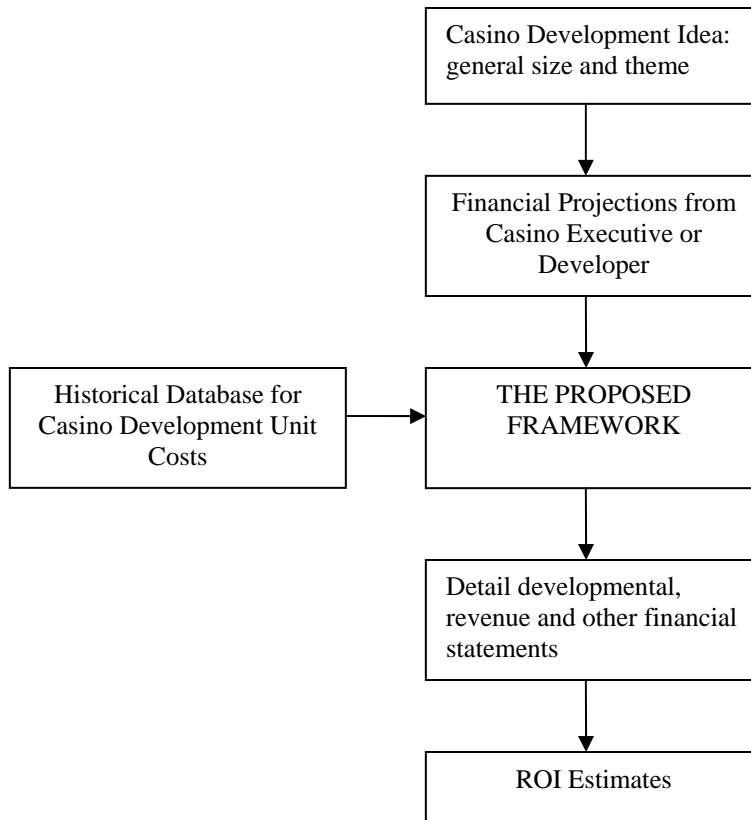 Casino Development Idea:
general size and theme
Financial Projections from
Casino Executive or
Developer
Historical Database for
Casino Development Unit
Costs
THE PROPOSED
FRAMEWORK
Detail developmental,
revenue and other financial
statements
ROI Estimates